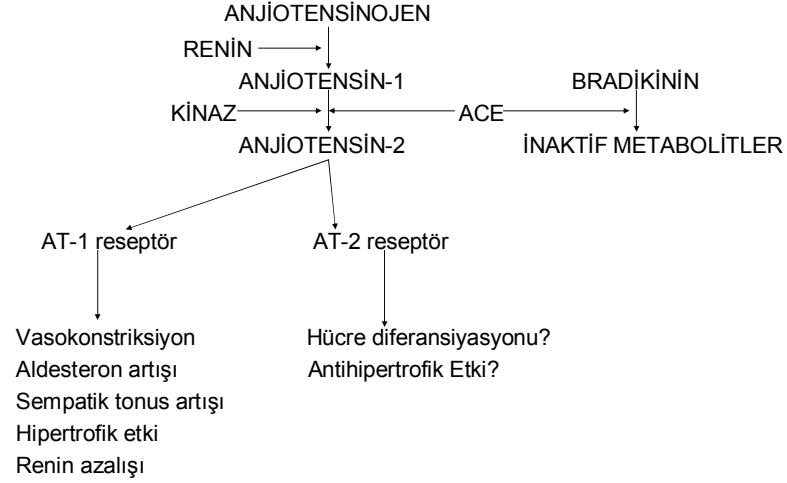 ANJİOTENSİNOJEN
RENİN
ANJİOTENSİN-1 BRADİKİNİN
KİNAZ ACE
ANJİOTENSİN-2 İNAKTİF METABOLİTLER
AT-1 reseptör AT-2 reseptör
Vasokonstriksiyon Hücre diferansiyasyonu?
Aldesteron artışı Antihipertrofik Etki?
Sempatik tonus artışı
Hipertrofik etki
Renin azalışı